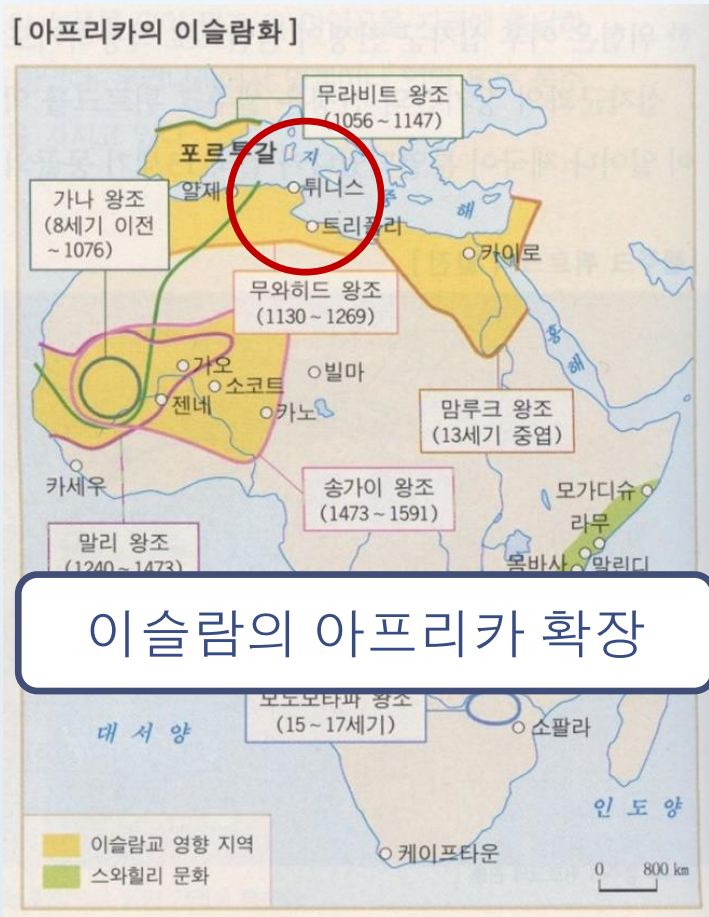 [ 아프리카의 이슬람화 ]
무라비트 왕조
(1056~1147)
포르투갈
지
알제
튀니스
중
해
트리폴리
카이로
가나 왕조
(8세기 이전
~1076)
무와히드 왕조
(1130~1269)
홍
해
가오
소코트
젠네
카노
빌마
맘루크 왕조
(13세기 중엽)
카세우
송가이 왕조
(1473~1591)
모가디슈
라무
말리 왕조
(1240~1473)
몸바사
말린디
이슬람의 아프리카 확장
모노모타파 왕조
(15~17세기)
대 서 양
소팔라
인 도 양
이슬람교 영향 지역
스와힐리 문화
케이프타운
0 800 km